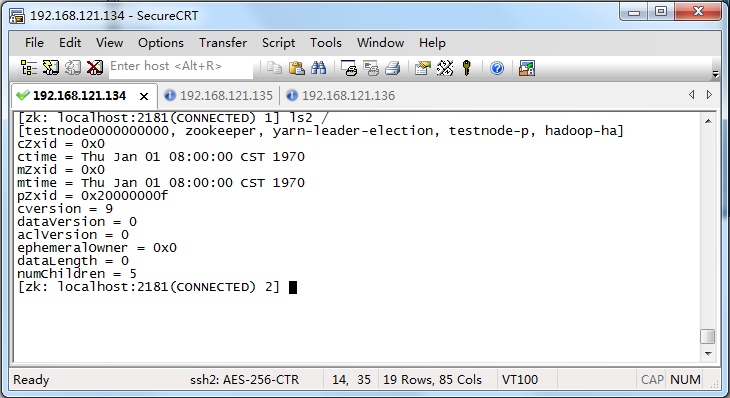 192.168.121.134 - SecureCRT
File Edit View Options Transfer Script Tools Window Help
Enter host <Alt+R>
192.168.121.134 × 192.168.121.135 192.168.121.136
[zk: localhost:2181(CONNECTED) 1] ls2 /
[testnode0000000000, zookeeper, yarn-leader-election, testnode-p, hadoop-ha]
cZxid = 0x0
ctime = Thu Jan 01 08:00:00 CST 1970
mZxid = 0x0
mtime = Thu Jan 01 08:00:00 CST 1970
pZxid = 0x20000000f
cversion = 9
dataVersion = 0
aclVersion = 0
ephemeralOwner = 0x0
dataLength = 0
numChildren = 5
[zk: localhost:2181(CONNECTED) 2]
Ready ssh2: AES-256-CTR 14, 35 19 Rows, 85 Cols VT100 CAP NUM